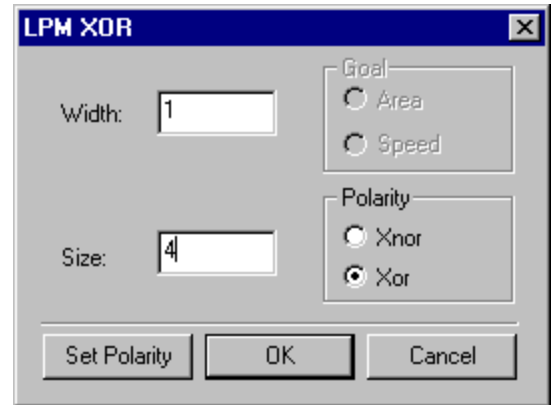 LPM XOR
Goal
Width: 1
Area
Speed
Polarity
Xnor
Size: 4
Xor
Set Polarity OK Cancel